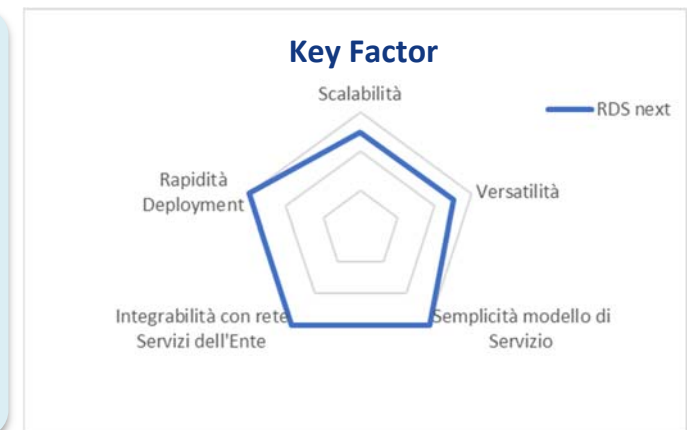 Key Factor
Scalabilità
RDS next
Rapidità
Deployment
Versatilità
Integrabilità con rete
Servizi dell'Ente
Semplicità modello di
Servizio